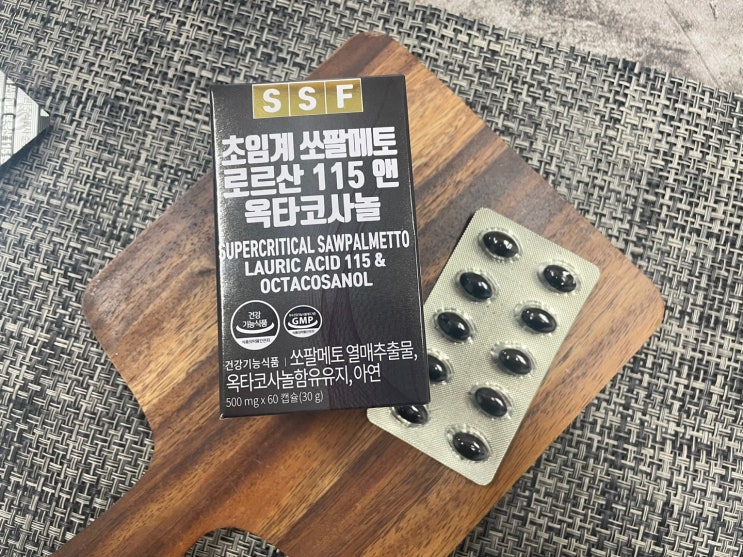 SSF
초임계 쏘팔메토
로르산 115 앤
옥타코사놀
SUPERCRITICAL SAWPALMETTO
LAURIC ACID 115 &
OCTACOSANOL
건강
기능식품
GMP
건강기능식품 | 쏘팔메토 열매추출물,
옥타코사놀함유유지, 아연
500 mg x 60 캡슐(30 g)